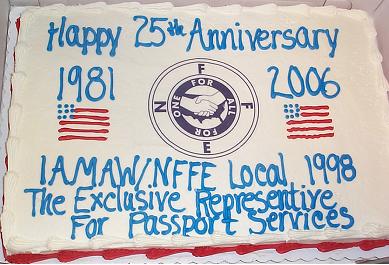 Happy 25th Anniversary
1981 2006
N F F E
ONE FOR ALL FOR
IAMAW/NFFE Local 1998
The Exclusive Representive
For Passport Services